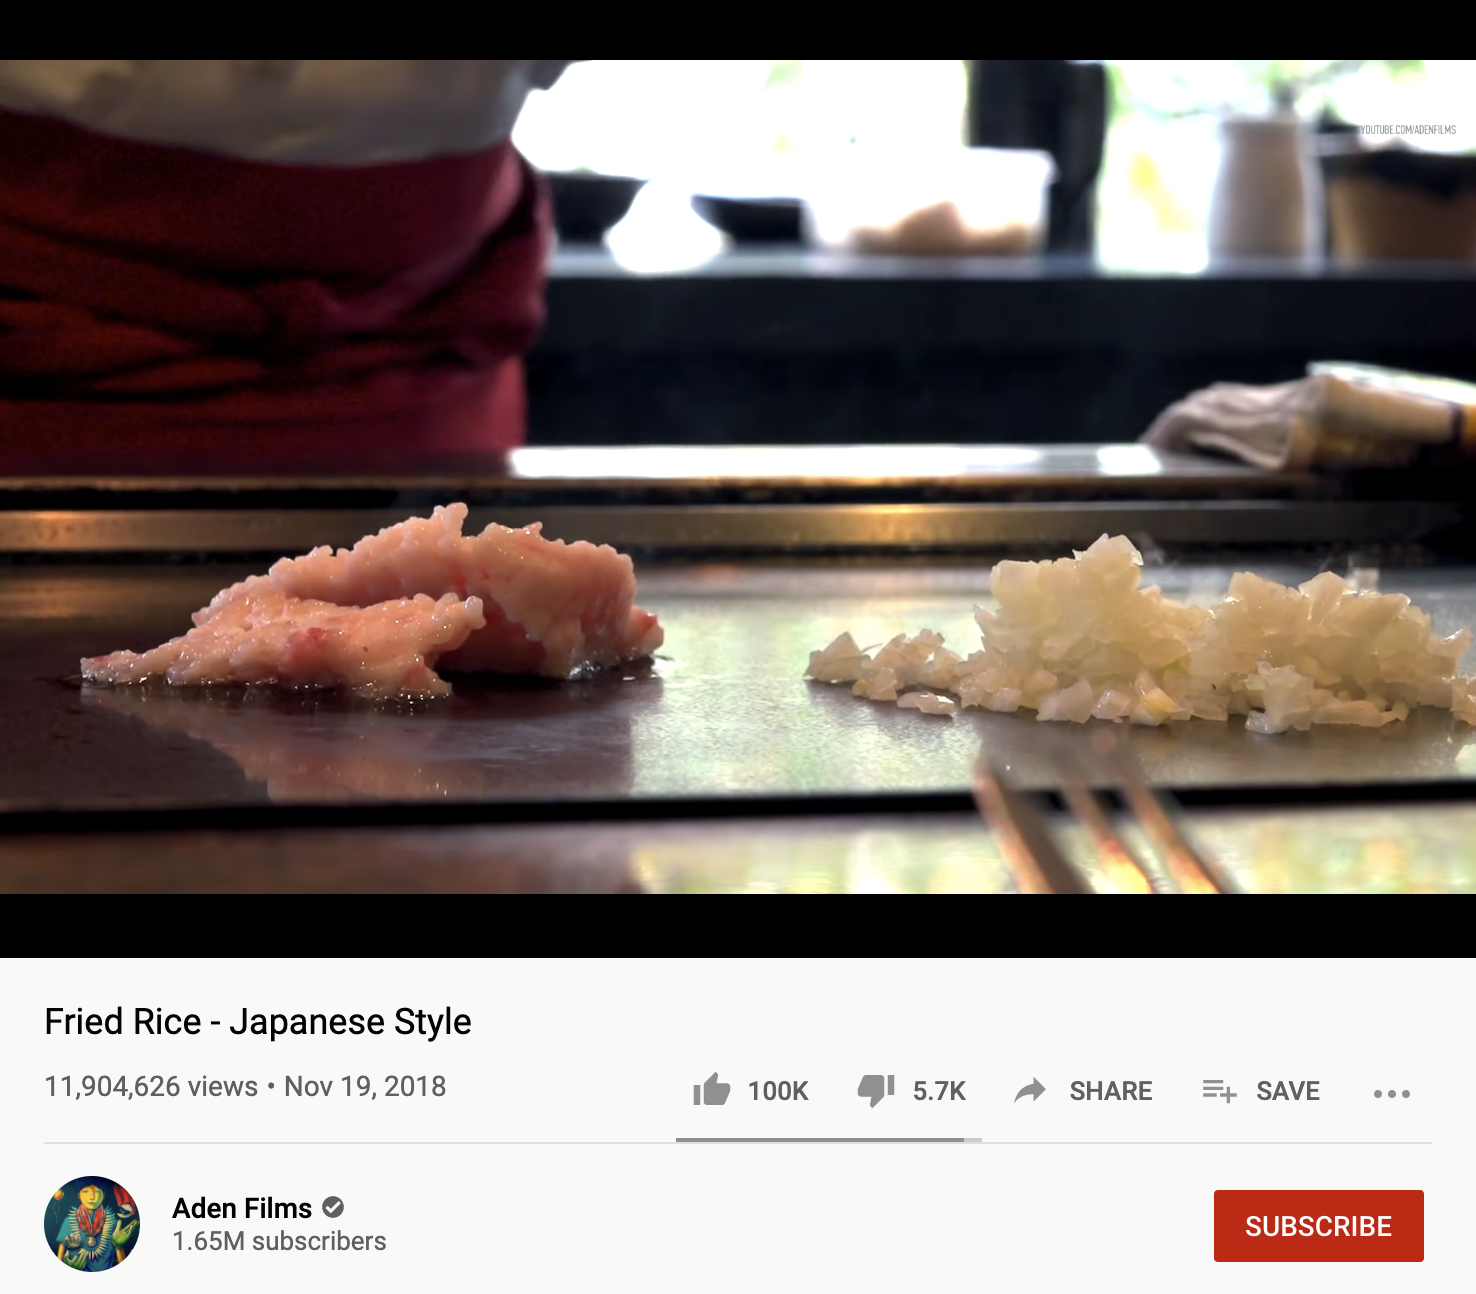 YOUTUBE.COM/ADENFILMS
Fried Rice - Japanese Style
11,904,626 views • Nov 19, 2018
100K
5.7K
SHARE
SAVE
Aden Films
1.65M subscribers
SUBSCRIBE